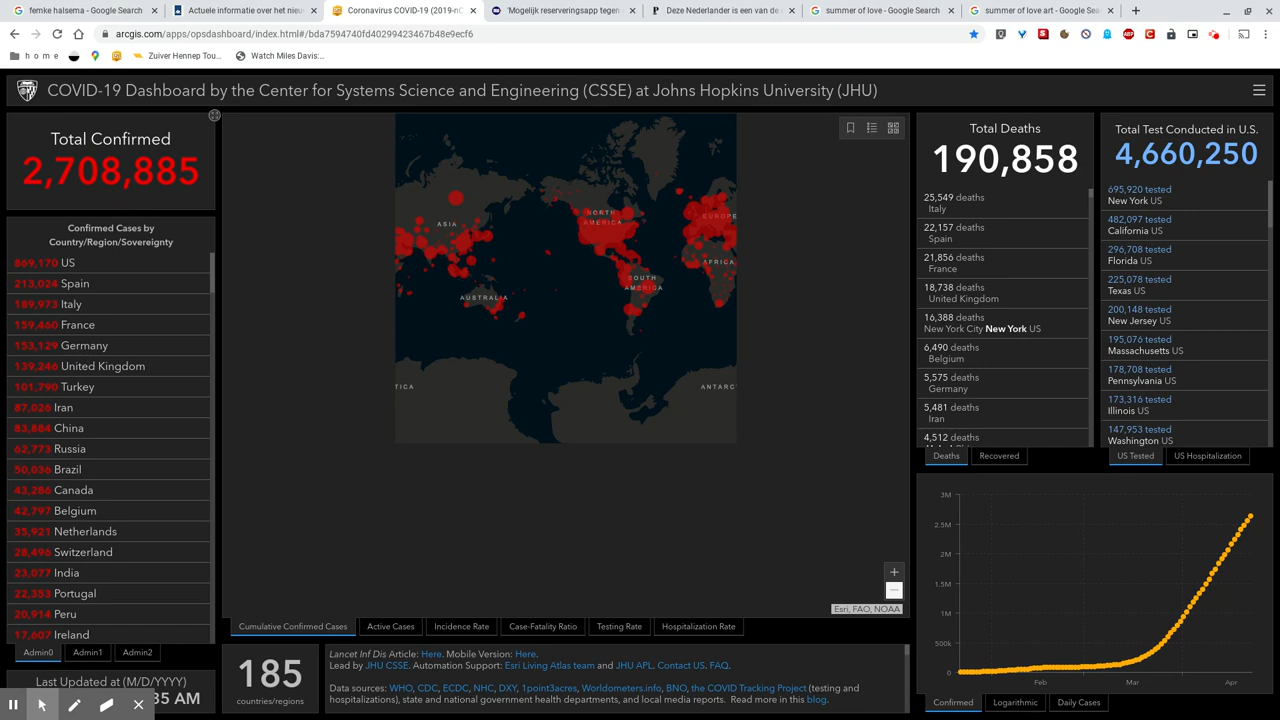 femke halsema - Google Search
Actuele informatie over het nieu
Coronavirus COVID-19 (2019-nC
'Mogelijk reserveringsapp tegen
Deze Nederlander is een van de
summer of love - Google Search
summer of love art - Google Sea
arcgis.com/apps/opsdashboard/index.html#/bda7594740fd40299423467b48e9ecf6
h o m e
Zuiver Hennep Tou...
Watch Miles Davis:...
COVID-19 Dashboard by the Center for Systems Science and Engineering (CSSE) at Johns Hopkins University (JHU)
Total Confirmed
2,708,885
Confirmed Cases by
Country/Region/Sovereignty
869,170 US
213,024 Spain
189,973 Italy
159,460 France
153,129 Germany
139,246 United Kingdom
101,790 Turkey
87,026 Iran
83,884 China
62,773 Russia
50,036 Brazil
43,286 Canada
42,797 Belgium
35,921 Netherlands
28,496 Switzerland
23,077 India
22,353 Portugal
20,914 Peru
17,607 Ireland
Admin0
Admin1
Admin2
Last Updated at (M/D/YYYY)
35 AM
ASIA
NORTH
AMERICA
EUROPE
AFRICA
SOUTH
AMERICA
AUSTRALIA
TICA
ANTARC
Esri, FAO, NOAA
Cumulative Confirmed Cases
Active Cases
Incidence Rate
Case-Fatality Ratio
Testing Rate
Hospitalization Rate
185
countries/regions
Lancet Inf Dis Article: Here. Mobile Version: Here.
Lead by JHU CSSE. Automation Support: Esri Living Atlas team and JHU APL. Contact US. FAQ.
Data sources: WHO, CDC, ECDC, NHC, DXY, 1point3acres, Worldometers.info, BNO, the COVID Tracking Project (testing and
hospitalizations), state and national government health departments, and local media reports. Read more in this blog.
Total Deaths
190,858
25,549 deaths
Italy
22,157 deaths
Spain
21,856 deaths
France
18,738 deaths
United Kingdom
16,388 deaths
New York City New York US
6,490 deaths
Belgium
5,575 deaths
Germany
5,481 deaths
Iran
4,512 deaths
Deaths
Recovered
Total Test Conducted in U.S.
4,660,250
695,920 tested
New York US
482,097 tested
California US
296,708 tested
Florida US
225,078 tested
Texas US
200,148 tested
New Jersey US
195,076 tested
Massachusetts US
178,708 tested
Pennsylvania US
173,316 tested
Illinois US
147,953 tested
Washington US
US Tested
US Hospitalization
3M
2.5M
2M
1.5M
1M
500k
0
Feb
Mar
Apr
Confirmed
Logarithmic
Daily Cases